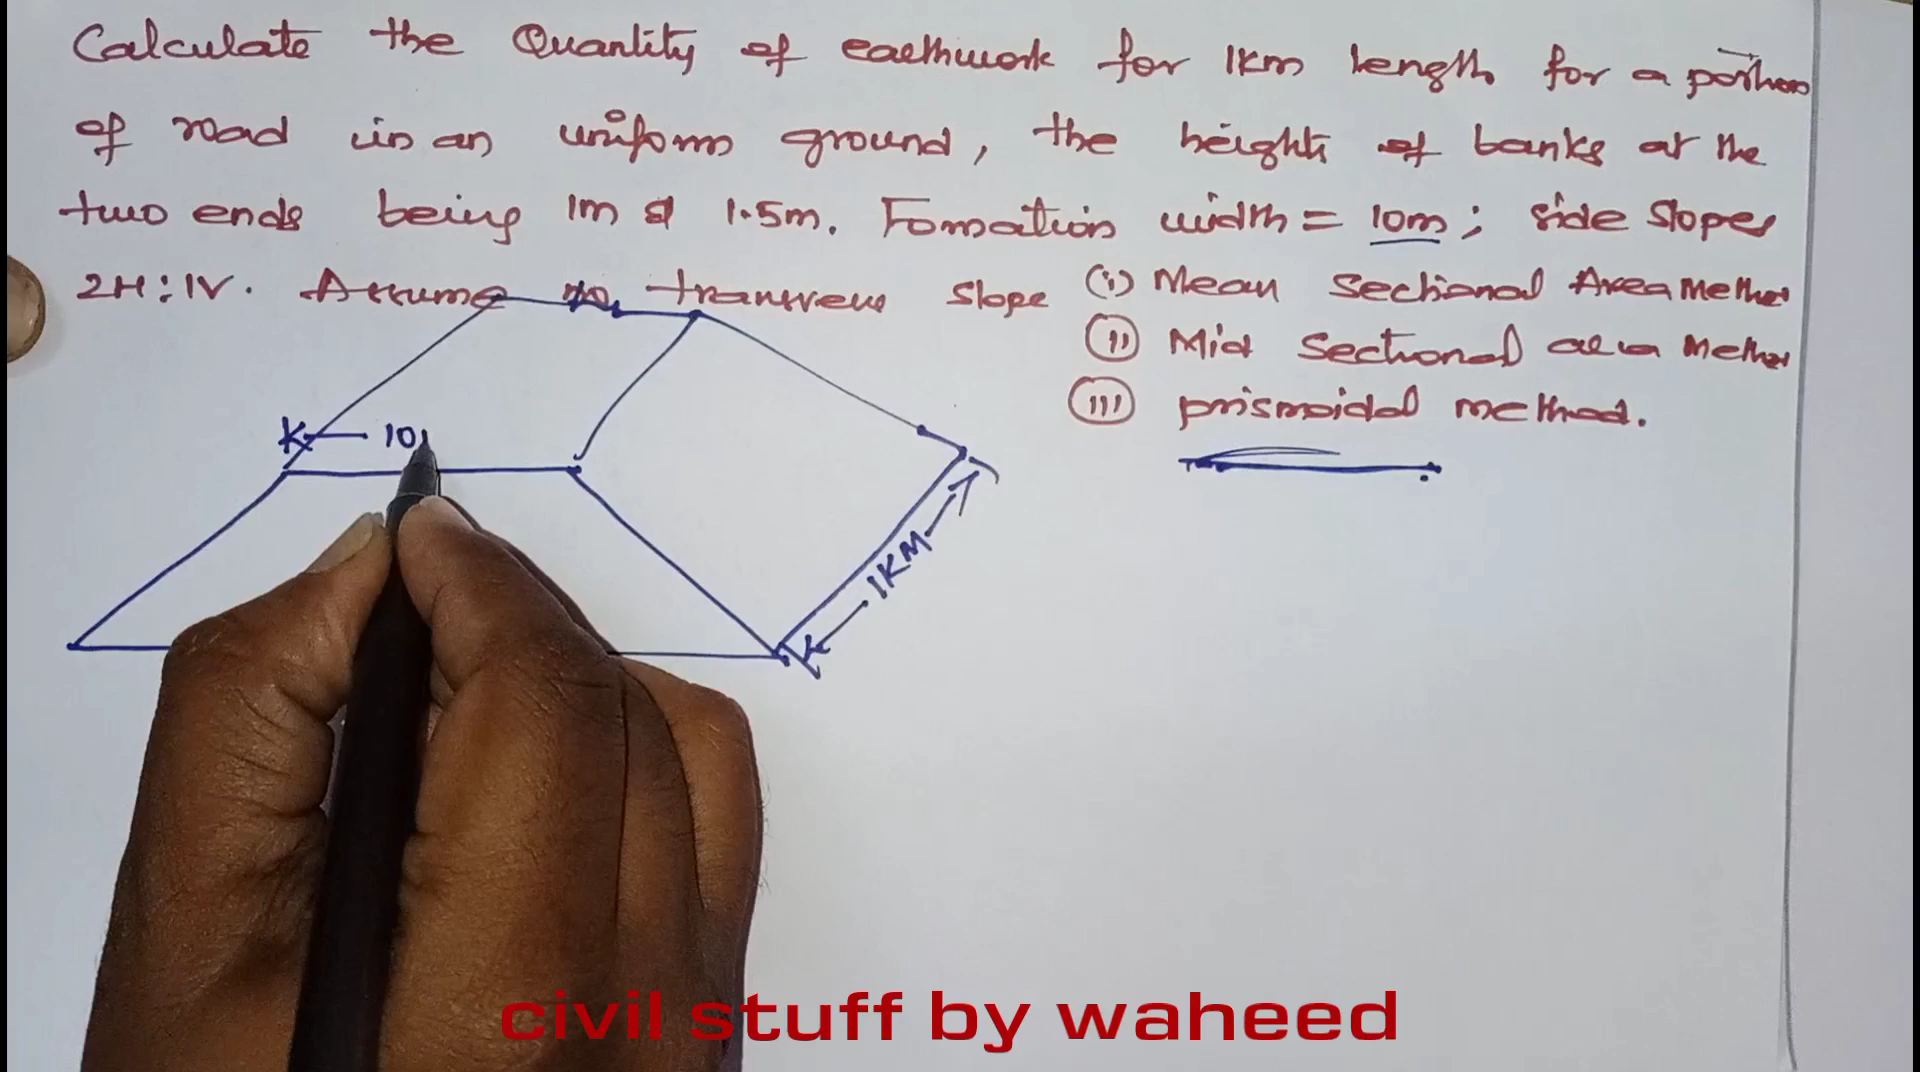 Calculate the Quantity of earthwork for 1km length for a portion
of road in an uniform ground, the heights of banks at the
two ends being 1m & 1.5m. Formation width = 10m; side slopes
2H:1V. Assume no transvers slope
(i) Mean Sectional Area Method
(ii) Mid Sectional area Method
(iii) prismoidal method.
10
1KM
civil stuff by waheed